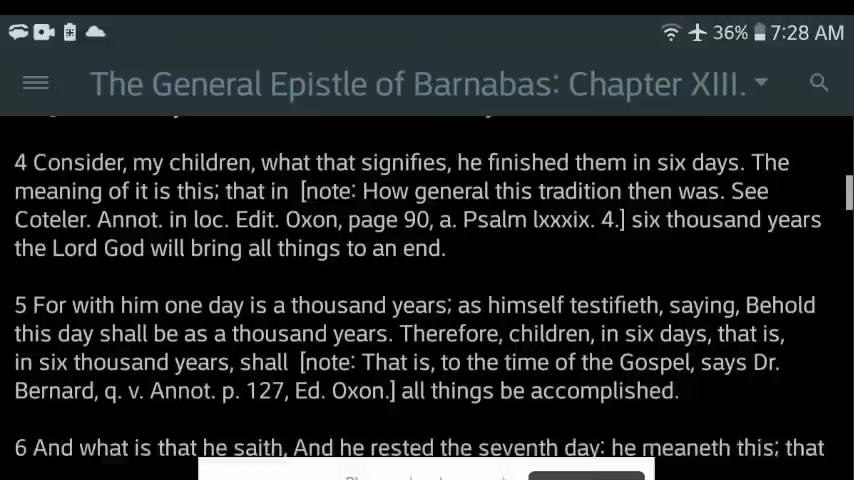 36% 7:28 AM
The General Epistle of Barnabas: Chapter XIII.
4 Consider, my children, what that signifies, he finished them in six days. The
meaning of it is this; that in [note: How general this tradition then was. See
Coteler. Annot. in loc. Edit. Oxon, page 90, a. Psalm lxxxix. 4.] six thousand years
the Lord God will bring all things to an end.
5 For with him one day is a thousand years; as himself testifieth, saying, Behold
this day shall be as a thousand years. Therefore, children, in six days, that is,
in six thousand years, shall [note: That is, to the time of the Gospel, says Dr.
Bernard, q. v. Annot. p. 127, Ed. Oxon.] all things be accomplished.
6 And what is that he saith, And he rested the seventh day: he meaneth this; that